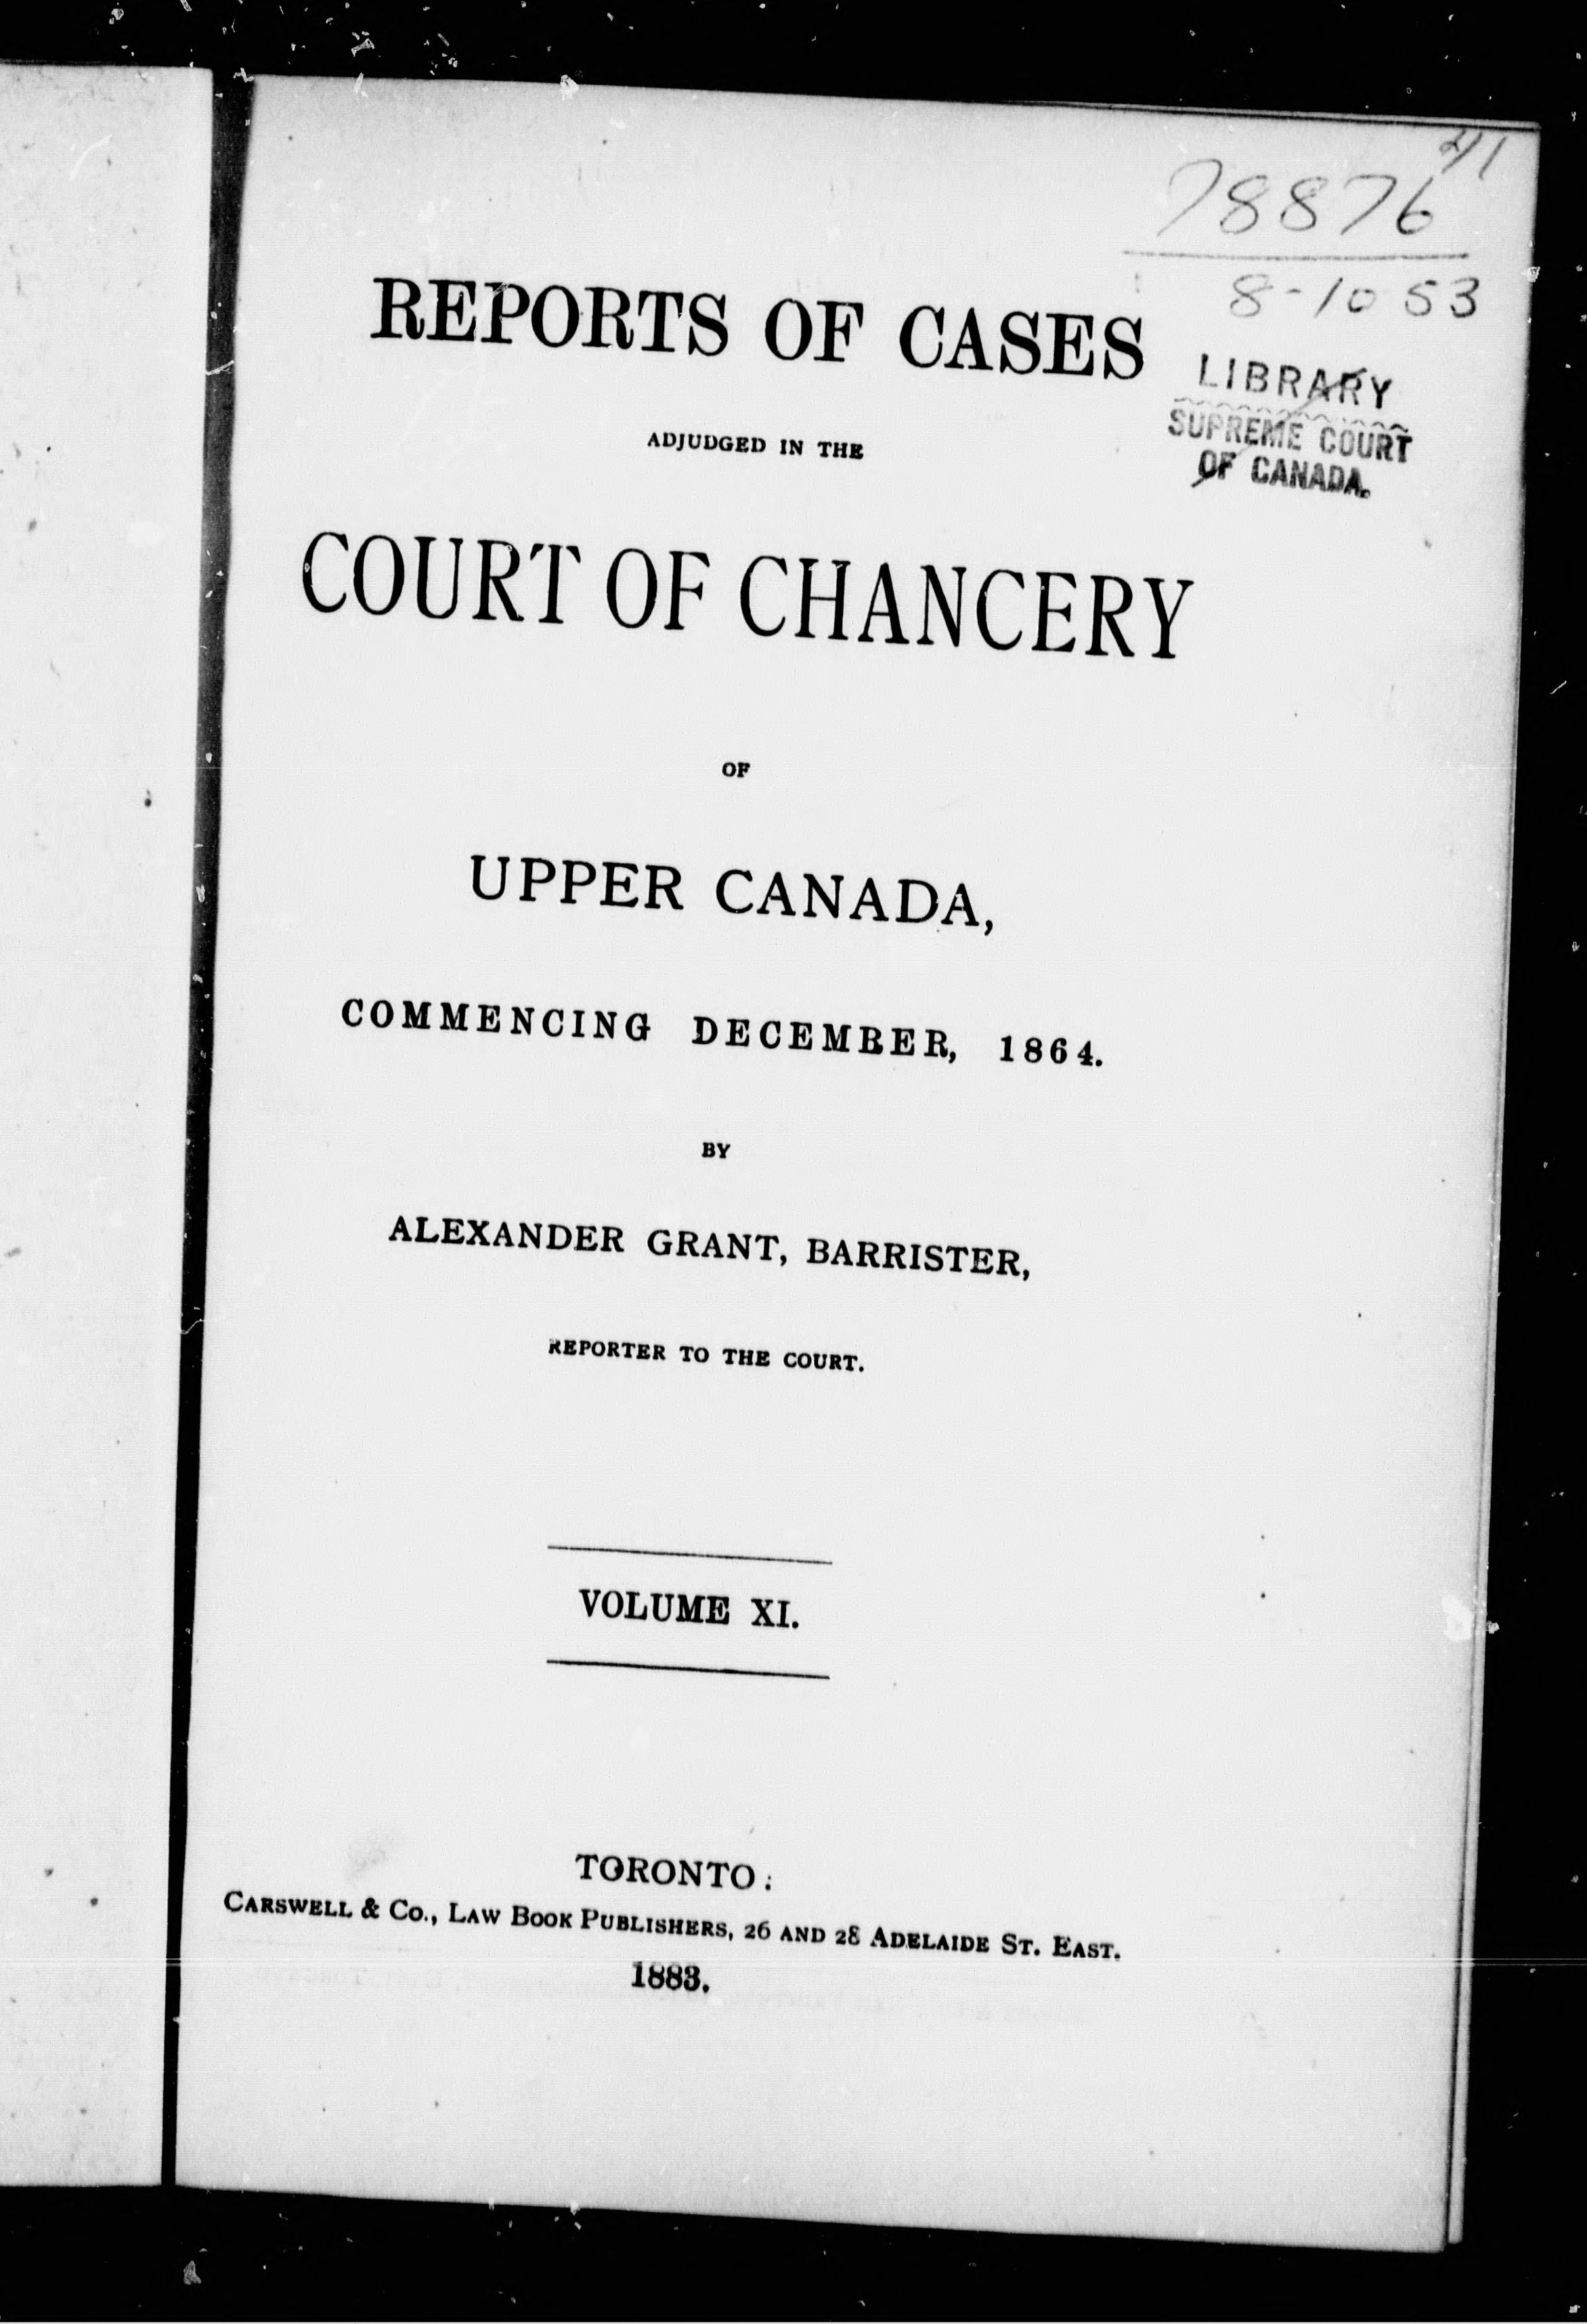 78876
8-10 53
REPORTS OF CASES
LIBRARY
SUPREME COURT
OF CANADA.
ADJUDGED IN THE
COURT OF CHANCERY
OF
UPPER CANADA,
COMMENCING DECEMBER, 1864.
BY
ALEXANDER GRANT, BARRISTER,
REPORTER TO THE COURT.
VOLUME XI.
TORONTO:
CARSWELL & CO., LAW BOOK PUBLISHERS, 26 AND 28 ADELAIDE ST. EAST.
1883.